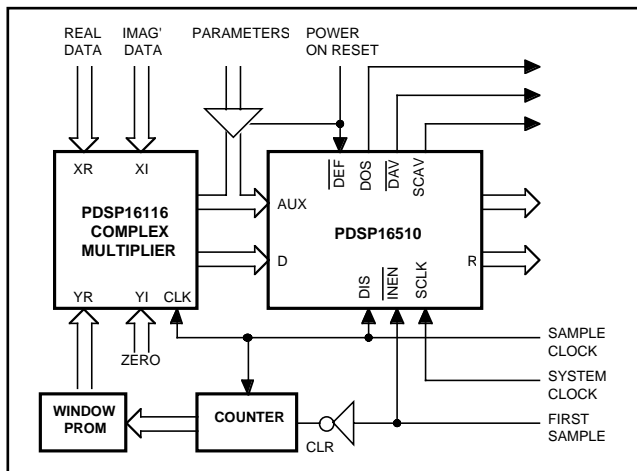 REAL DATA
IMAG' DATA
PARAMETERS
POWER ON RESET
XR
XI
DEF
DOS
DAV
SCAV
PDSP16116
COMPLEX
MULTIPLIER
AUX
PDSP16510
D
R
YR
YI
CLK
DIS
INEN
SCLK
ZERO
SAMPLE
CLOCK
SYSTEM
CLOCK
WINDOW
PROM
COUNTER
CLR
FIRST
SAMPLE